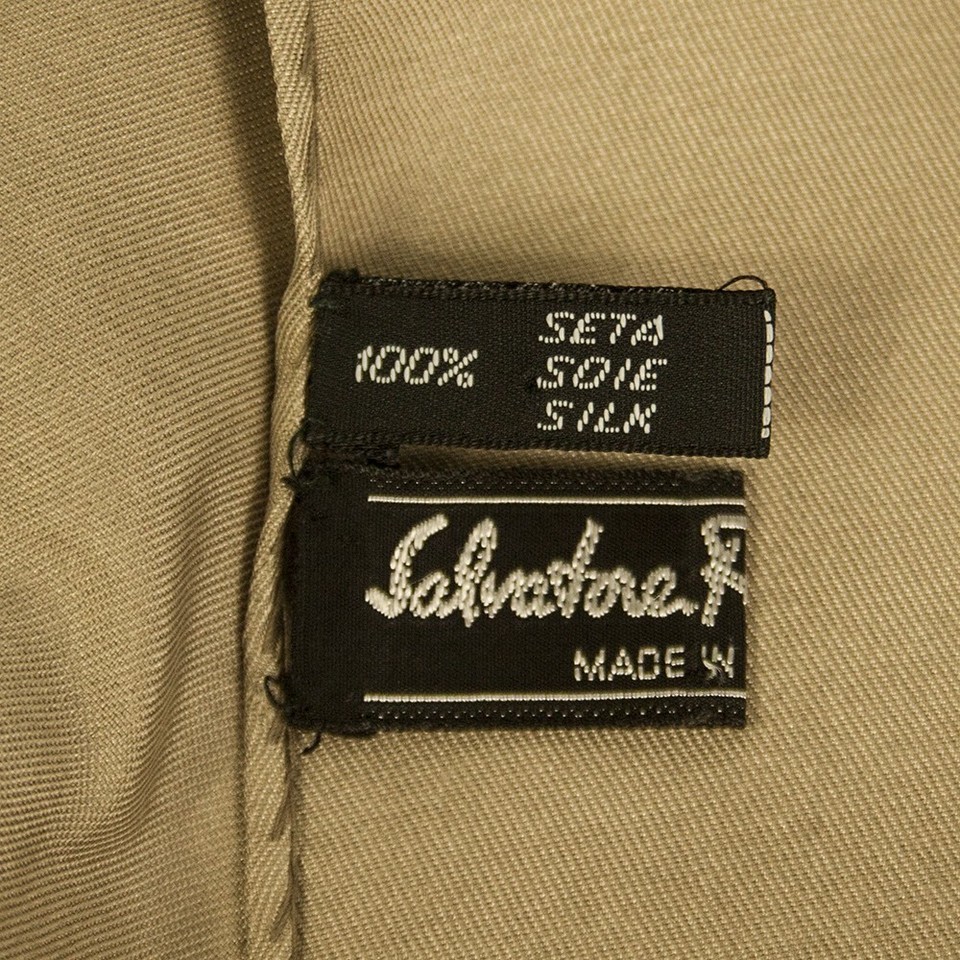 100%
SETA
SOIE
SILK
Salvatore F
MADE IN